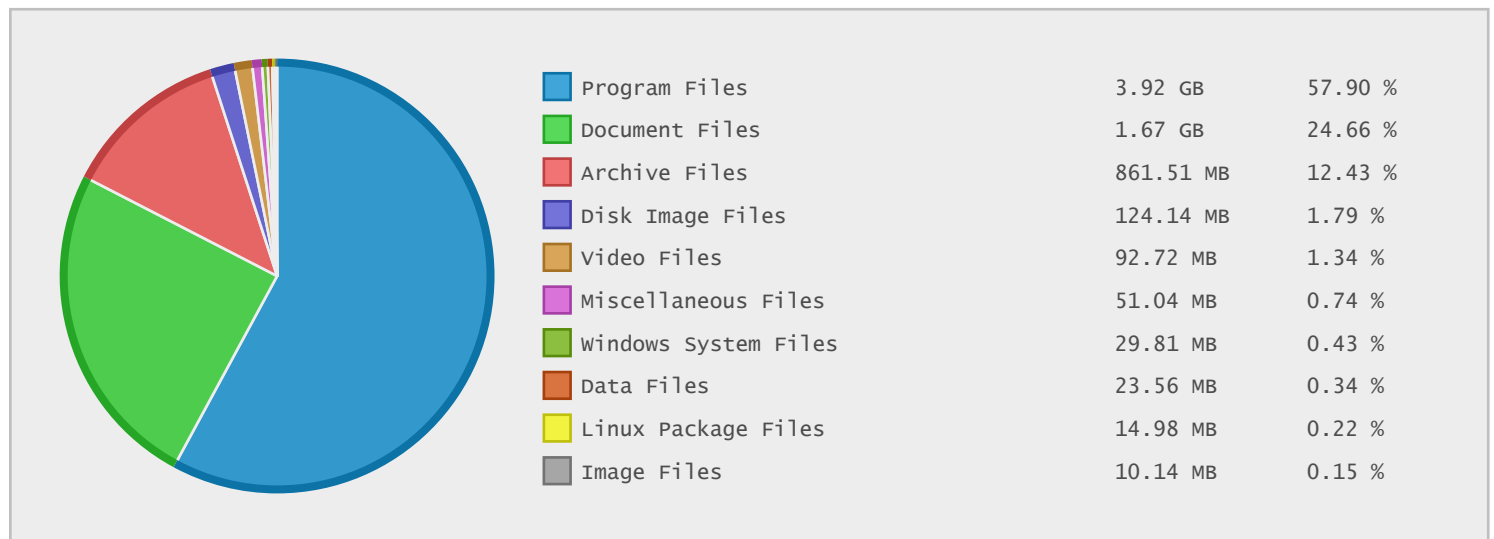 Program Files 3.92 GB 57.90 %
Document Files 1.67 GB 24.66 %
Archive Files 861.51 MB 12.43 %
Disk Image Files 124.14 MB 1.79 %
Video Files 92.72 MB 1.34 %
Miscellaneous Files 51.04 MB 0.74 %
Windows System Files 29.81 MB 0.43 %
Data Files 23.56 MB 0.34 %
Linux Package Files 14.98 MB 0.22 %
Image Files 10.14 MB 0.15 %